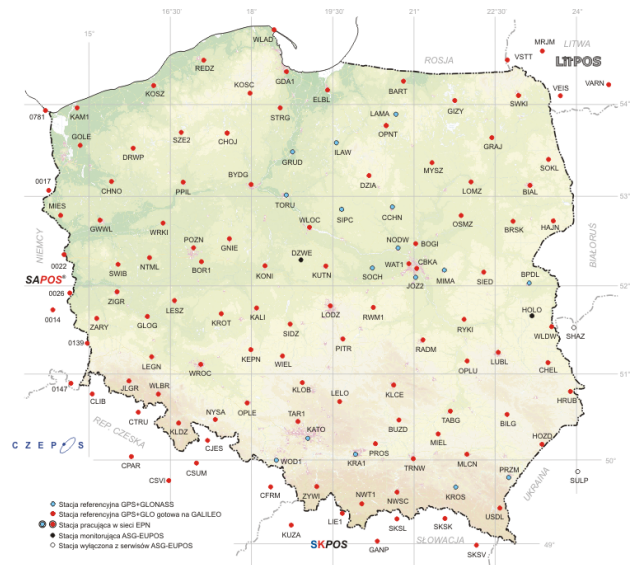 WLAD
MRJM
LITWA
VSTT
LITPOS
REDZ
ROSJA
15°
16°30'
18°
19°30'
21°
22°30'
24°
KOSZ
KOSC
GDA1
ELBL
BART
VEIS
VARN
0781
KAM1
STRG
LAMA
GIZY
SWKI
54°
GOLE
SZE2
CHOJ
OPNT
GRAJ
DRWP
GRUD
ILAW
MYSZ
SOKL
0017
CHNO
PPIL
BYDG
DZIA
LOMZ
BIAL
53°
MIES
GWWL
WRKI
TORU
SIPC
CCHN
OSMZ
BRSK
HAJN
NIEMCY
POZN
GNIE
WLOC
NODW
BOGI
BIAŁORUŚ
0022
SWIB
NTML
BOR1
KONI
DZWE
KUTN
SOCH
WAT1
CBKA
JOZ2
MIMA
SIED
BPDL
SAPOS®
0026
ZIGR
52°
0014
ZARY
GLOG
LESZ
KROT
KALI
SIDZ
LODZ
RWM1
RYKI
HOLO
WLDW
SHAZ
0139
LEGN
WROC
KEPN
WIEL
PITR
RADM
OPLU
LUBL
CHEL
51°
0147
CLIB
JLGR
WLBR
KLOB
LELO
KLCE
HRUB
REP CZESKA
CTRU
KLDZ
NYSA
OPLE
TAR1
KATO
BUZD
TABG
BILG
CZEPOS
CPAR
CSVI
CSUM
CJES
WOD1
KRA1
PROS
MIEL
HOZD
50°
TRNW
MLCN
PRZM
SULP
CFRM
ZYWI
NWT1
NWSC
KROS
USDL
UKRAINA
KUZA
LIE1
SKSL
SKSK
SKPOS
GANP
SŁOWACJA
SKSV
49°
Stacja referencyjna GPS+GLONASS
Stacja referencyjna GPS+GLO gotowa na GALILEO
Stacja pracująca w sieci EPN
Stacja monitorująca ASG-EUPOS
Stacja wyłączona z serwisów ASG-EUPOS